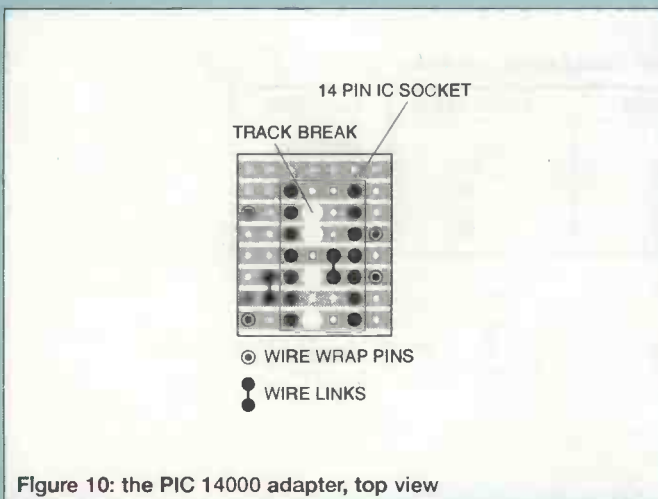 14 PIN IC SOCKET
TRACK BREAK
WIRE WRAP PINS
WIRE LINKS
Figure 10: the PIC 14000 adapter, top view